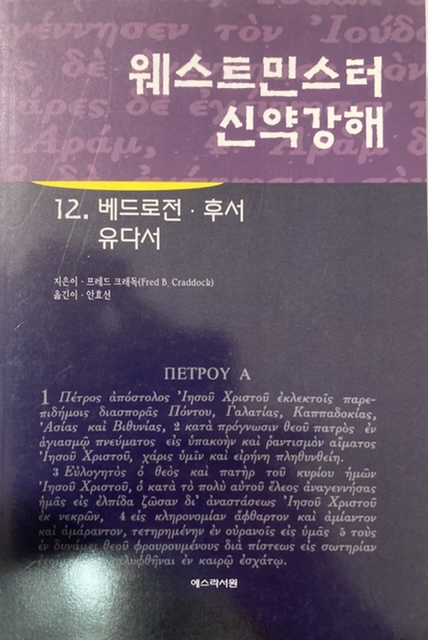 ννησεν τὸν Ἰούδ
웨스트민스터
신약강해
12. 베드로전 · 후서
유다서
지은이 · 프레드 크래독(Fred B. Craddock)
옮긴이 · 안효선
ΠΕΤΡΟΥ Α
1 Πέτρος ἀπόστολος Ἰησοῦ Χριστοῦ ἐκλεκτοῖς παρε-
πιδήμοις διασπορᾶς Πόντου, Γαλατίας, Καππαδοκίας,
Ἀσίας καὶ Βιθυνίας, 2 κατὰ πρόγνωσιν θεοῦ πατρὸς ἐν
ἁγιασμῷ πνεύματος εἰς ὑπακοὴν καὶ ῥαντισμὸν αἵματος
Ἰησοῦ Χριστοῦ, χάρις ὑμῖν καὶ εἰρήνη πληθυνθείη.
3 Εὐλογητὸς ὁ θεὸς καὶ πατὴρ τοῦ κυρίου ἡμῶν
Ἰησοῦ Χριστοῦ, ὁ κατὰ τὸ πολὺ αὐτοῦ ἔλεος ἀναγεννήσας
ἡμᾶς εἰς ἐλπίδα ζῶσαν δι' ἀναστάσεως Ἰησοῦ Χριστοῦ
ἐκ νεκρῶν, 4 εἰς κληρονομίαν ἄφθαρτον καὶ ἀμίαντον
καὶ ἀμάραντον, τετηρημένην ἐν οὐρανοῖς εἰς ὑμᾶς 5 τοὺς
ἐν δυνάμει θεοῦ φρουρουμένους διὰ πίστεως εἰς σωτηρίαν
καλυφθῆναι ἐν καιρῷ ἐσχάτῳ.
에스라서원